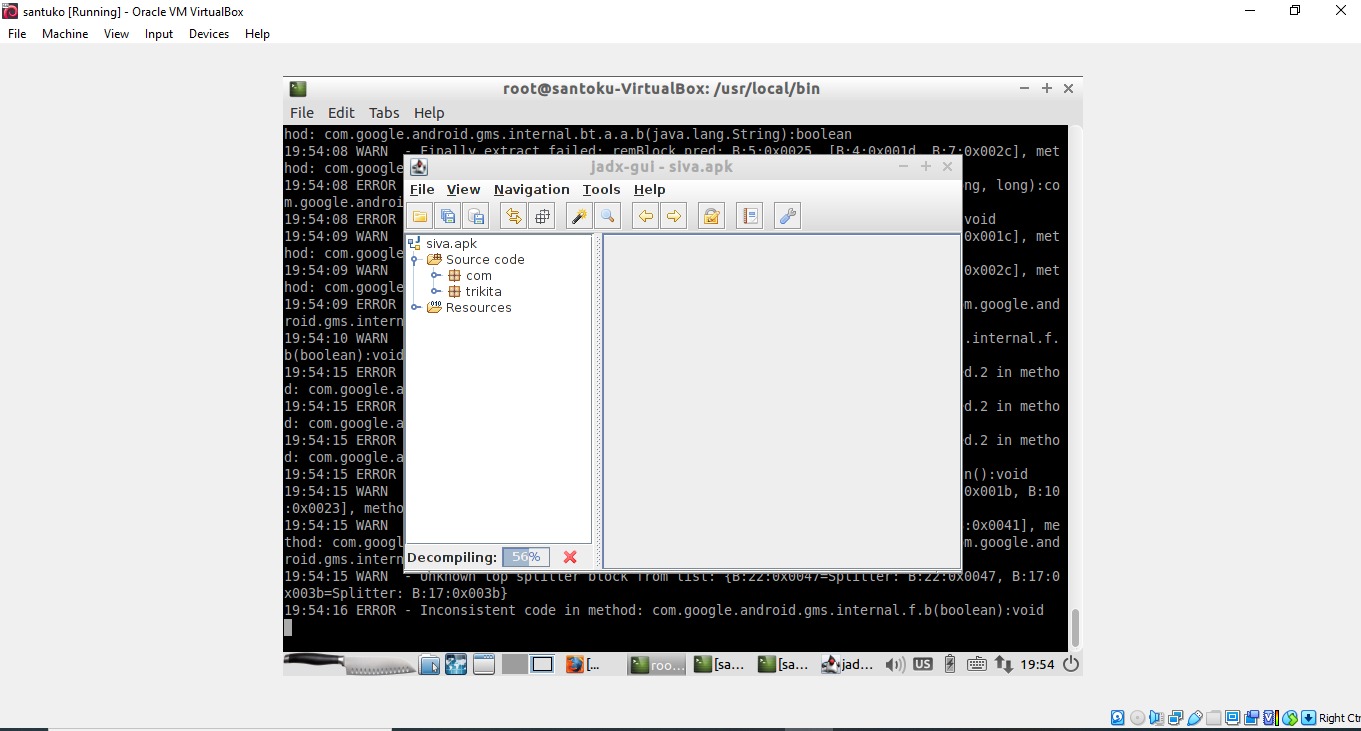 santuko [Running] - Oracle VM VirtualBox
File Machine View Input Devices Help
root@santoku-VirtualBox: /usr/local/bin
File Edit Tabs Help
hod: com.google.android.gms.internal.bt.a.a.b(java.lang.String):boolean
19:54:08 WARN - Finally extract failed: remBlock pred: B:5:0x0025, [B:4:0x001d, B:7:0x002c], met
hod: com.google
19:54:08 ERROR ng, long):co
m.google.androi
19:54:08 ERROR void
19:54:09 WARN 0x001c], met
hod: com.google
19:54:09 WARN 0x002c], met
hod: com.google
19:54:09 ERROR m.google.and
roid.gms.intern
19:54:10 WARN .internal.f.
b(boolean):void
19:54:15 ERROR d.2 in metho
d: com.google.a
19:54:15 ERROR d.2 in metho
d: com.google.a
19:54:15 ERROR d.2 in metho
d: com.google.a
19:54:15 ERROR n():void
19:54:15 WARN 0x001b, B:10
:0x0023], metho
19:54:15 WARN :0x0041], me
thod: com.googl m.google.and
roid.gms.intern
19:54:15 WARN - Unknown top splitter block from list: {B:22:0x0047=Splitter: B:22:0x0047, B:17:0
x003b=Splitter: B:17:0x003b}
19:54:16 ERROR - Inconsistent code in method: com.google.android.gms.internal.f.b(boolean):void
jadx-gui - siva.apk
File View Navigation Tools Help
siva.apk
Source code
com
trikita
Resources
Decompiling: 56%
[... roo... [sa... [sa... jad... US 19:54
Right Ctr